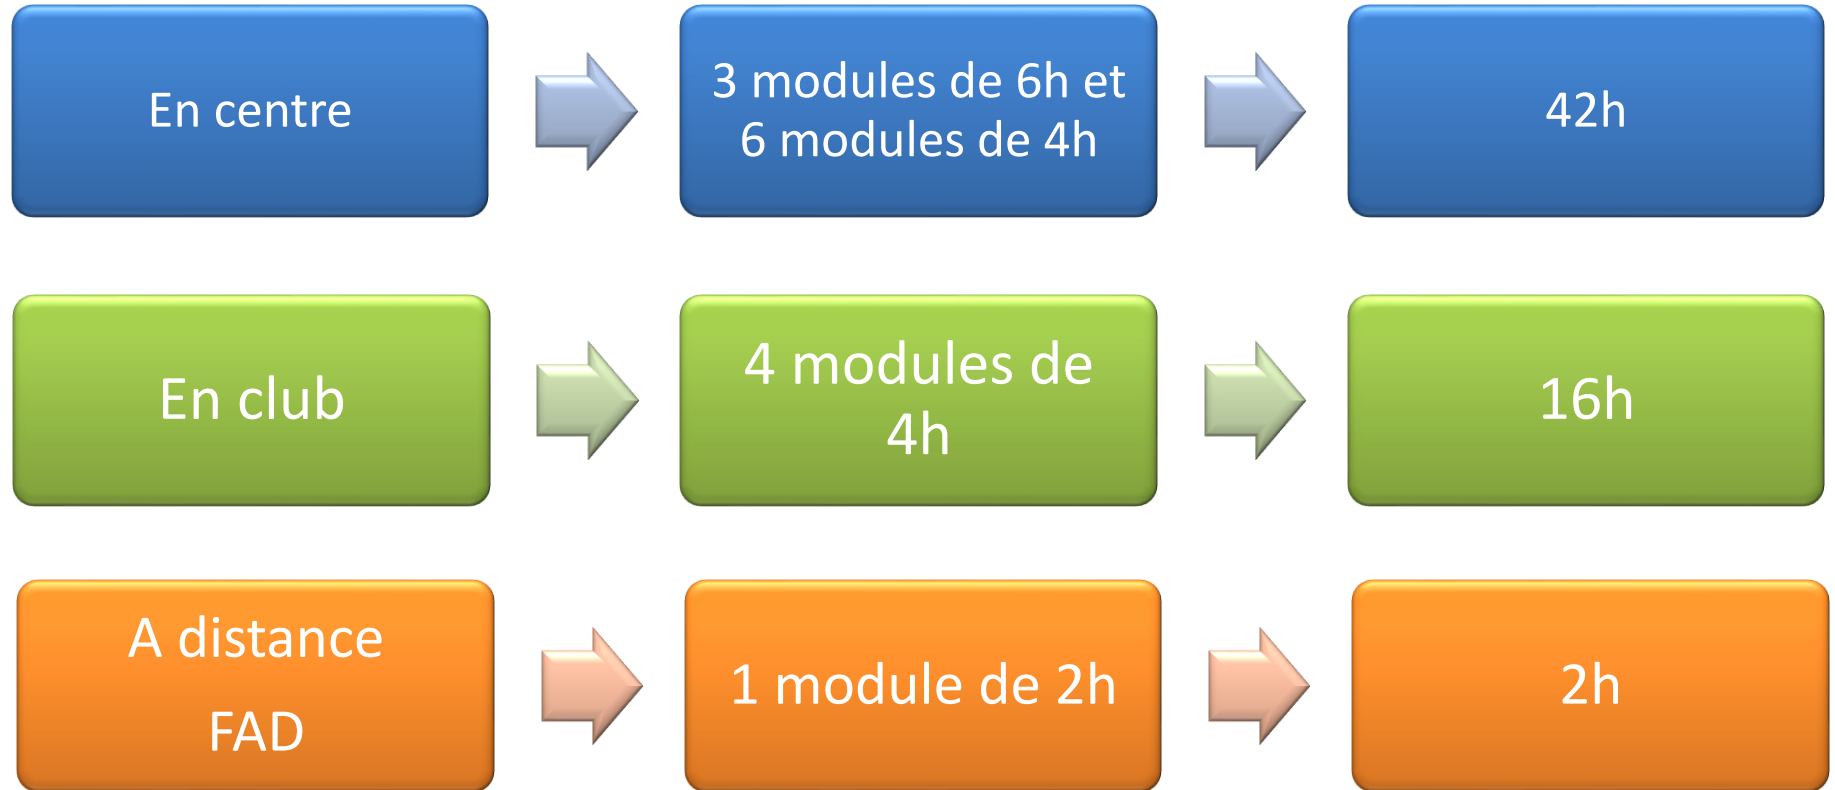 En centre
3 modules de 6h et
6 modules de 4h
42h
En club
4 modules de
4h
16h
A distance
FAD
1 module de 2h
2h